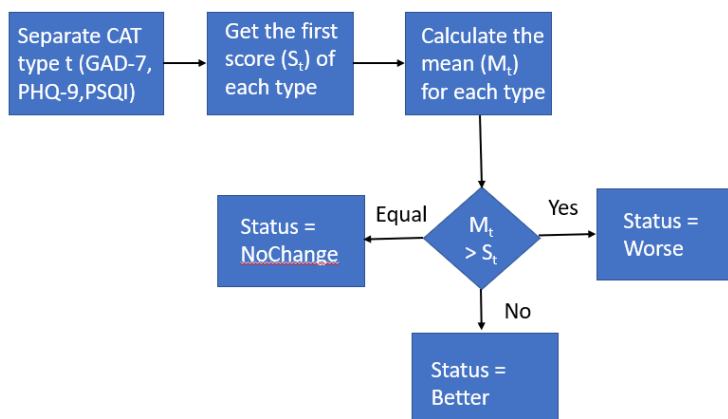 Separate CAT
type t (GAD-7,
PHQ-9,PSQI)
Get the first
score (St) of
each type
Calculate the
mean (Mt)
for each type
Equal
Yes
Status =
NoChange
Mt
> St
Status =
Worse
No
Status =
Better